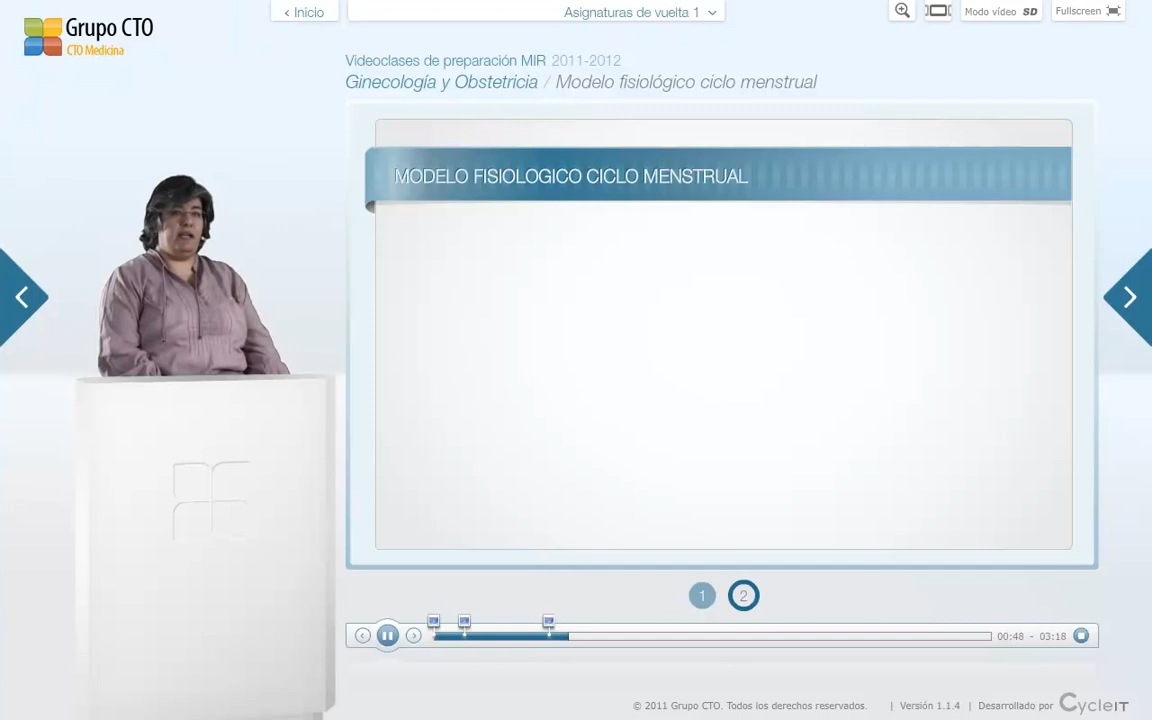 Grupo CTO
CTO Medicina
‹ Inicio
Asignaturas de vuelta 1
Modo vídeo SD
Fullscreen
Videoclases de preparación MIR 2011-2012
Ginecología y Obstetricia / Modelo fisiológico ciclo menstrual
MODELO FISIOLOGICO CICLO MENSTRUAL
1 2
00:48 - 03:18
© 2011 Grupo CTO. Todos los derechos reservados. | Versión 1.1.4 | Desarrollado por CycleIT